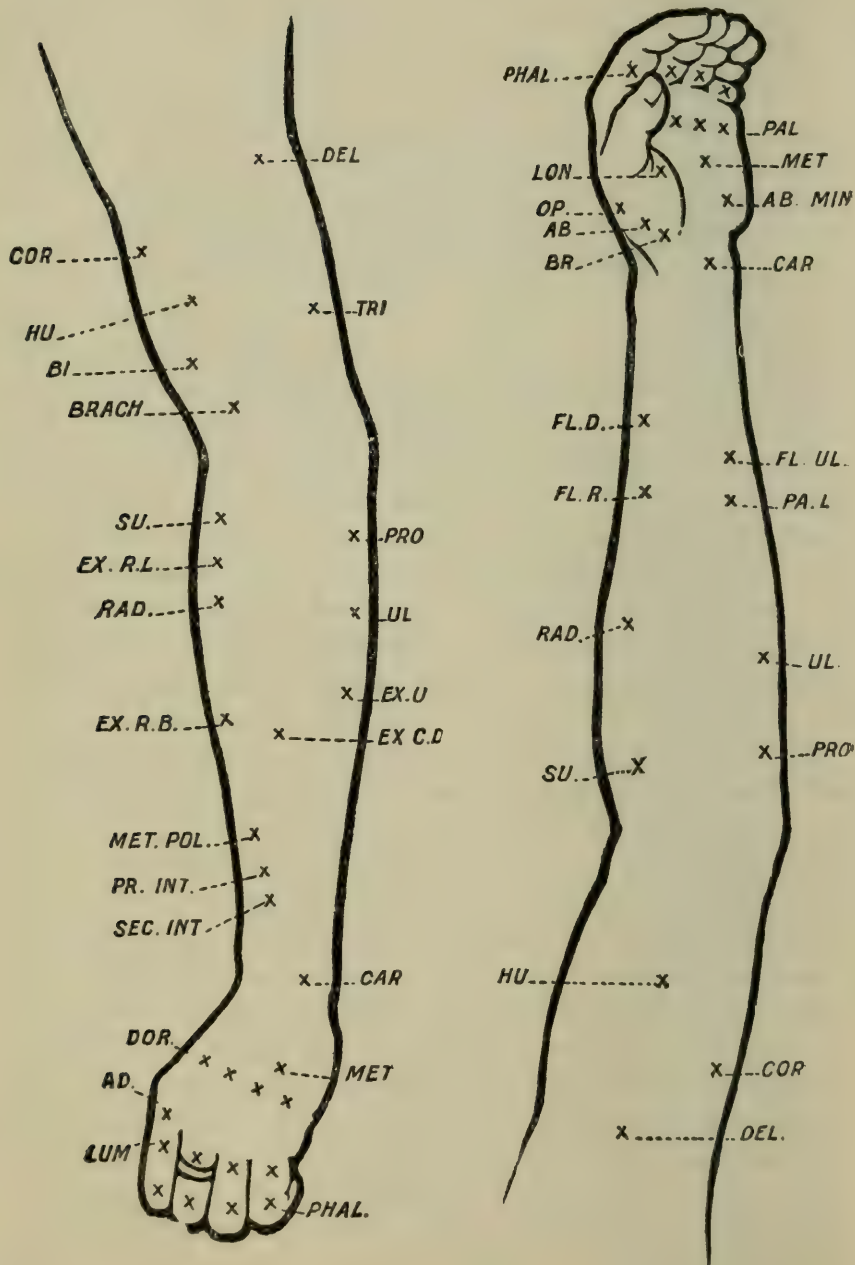 DEL
COR
TRI
HU
BI
BRACH
SU.
PRO
EX. R.L.
RAD.
UL
EX.U
EX. R.B.
EX C.D
MET. POL.
PR. INT.
SEC. INT
CAR
DOR.
MET
AD.
LUM
PHAL.
PHAL.
PAL
MET
LON
AB. MIN
OP.
AB
BR
CAR
FL.D.
FL. UL.
FL.R.
PA.L
RAD.
UL.
PRO
SU.
HU
COR
DEL.